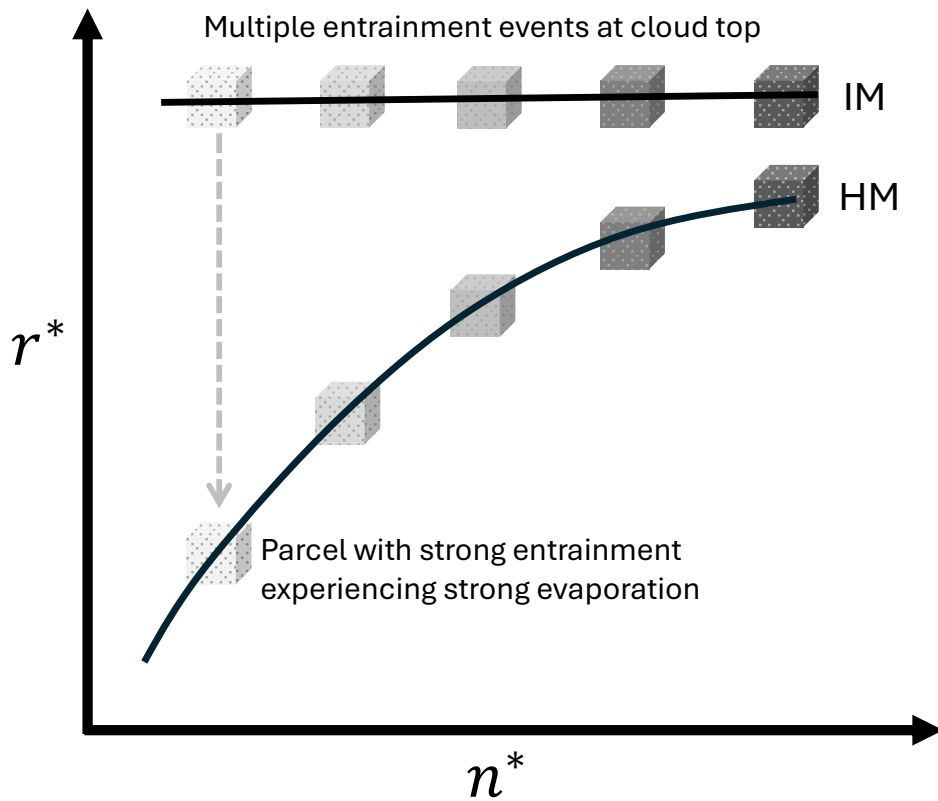 Multiple entrainment events at cloud top
IM
HM
r*
Parcel with strong entrainment
experiencing strong evaporation
n*